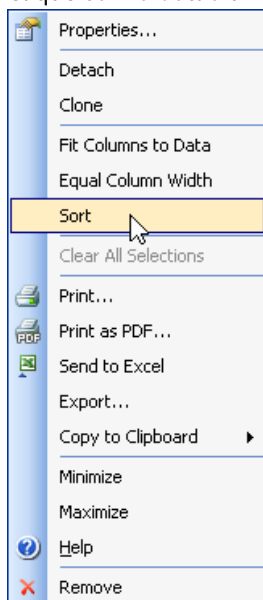 Properties...
Detach
Clone
Fit Columns to Data
Equal Column Width
Sort
Clear All Selections
Print...
Print as PDF...
Send to Excel
Export...
Copy to Clipboard
Minimize
Maximize
Help
Remove